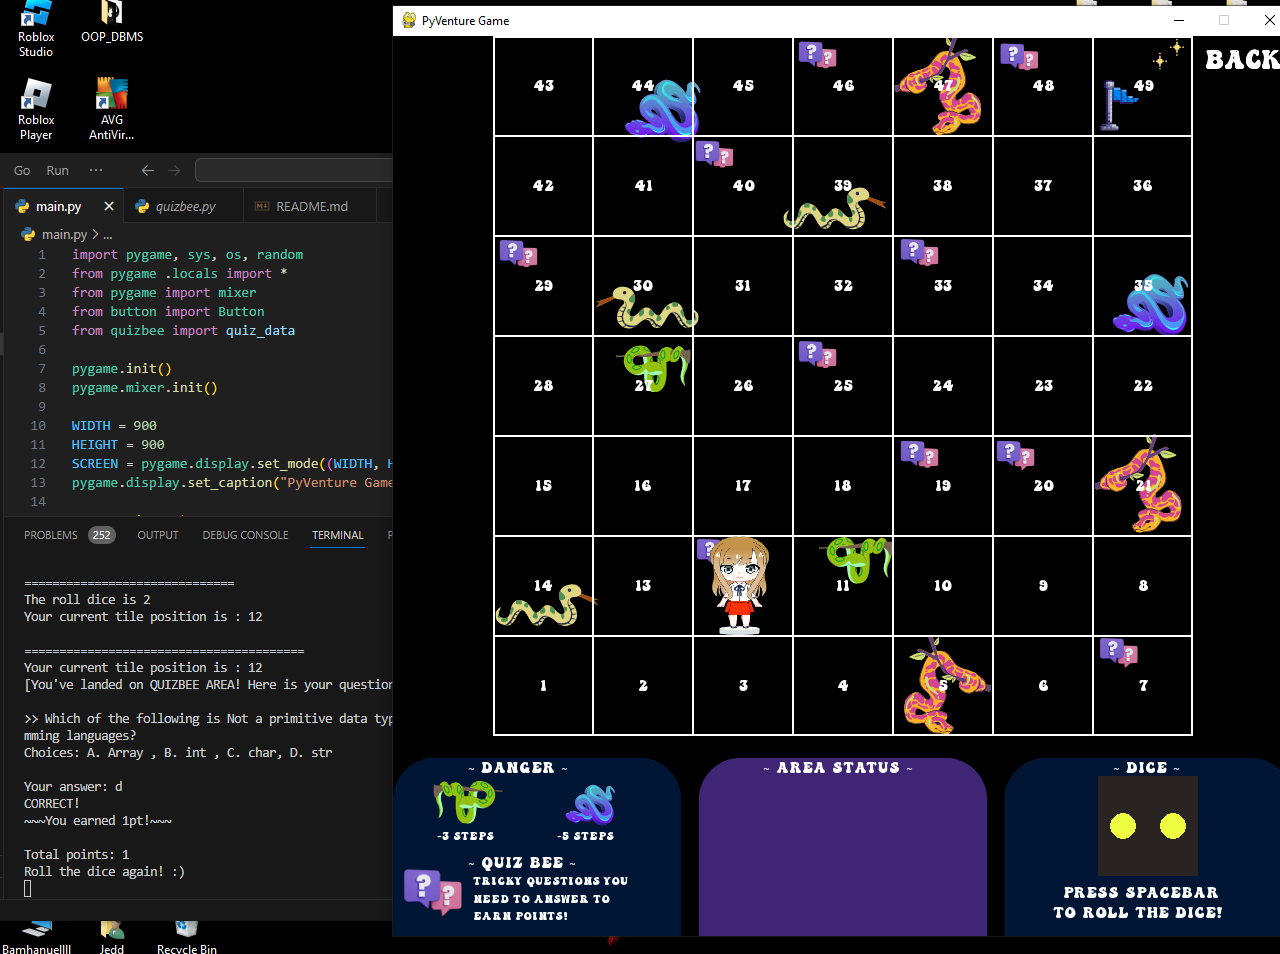 Roblox
Studio
OOP_DBMS
Roblox
Player
AVG
AntiVir...
Go Run ...
main.py
quizbee.py
README.md
main.py > ...
1 import pygame, sys, os, random
2 from pygame .locals import *
3 from pygame import mixer
4 from button import Button
5 from quizbee import quiz_data
6
7 pygame.init()
8 pygame.mixer.init()
9
10 WIDTH = 900
11 HEIGHT = 900
12 SCREEN = pygame.display.set_mode((WIDTH, H
13 pygame.display.set_caption("PyVenture Game
14
PROBLEMS 252 OUTPUT DEBUG CONSOLE TERMINAL P
==============================
The roll dice is 2
Your current tile position is : 12
========================================
Your current tile position is : 12
[You've landed on QUIZBEE AREA! Here is your question
>> Which of the following is Not a primitive data typ
mming languages?
Choices: A. Array , B. int , C. char, D. str
Your answer: d
CORRECT!
~~~You earned 1pt!~~~
Total points: 1
Roll the dice again! :)
Bamhanuellll
Jedd
Recycle Bin
PyVenture Game
BACK
43 44 45 46 47 48 49
42 41 40 39 38 37 36
29 30 31 32 33 34 35
28 27 26 25 24 23 22
15 16 17 18 19 20 21
14 13 11 10 9 8
1 2 3 4 5 6 7
~ DANGER ~
-3 STEPS
-5 STEPS
~ QUIZ BEE ~
TRICKY QUESTIONS YOU
NEED TO ANSWER TO
EARN POINTS!
~ AREA STATUS ~
~ DICE ~
PRESS SPACEBAR
TO ROLL THE DICE!